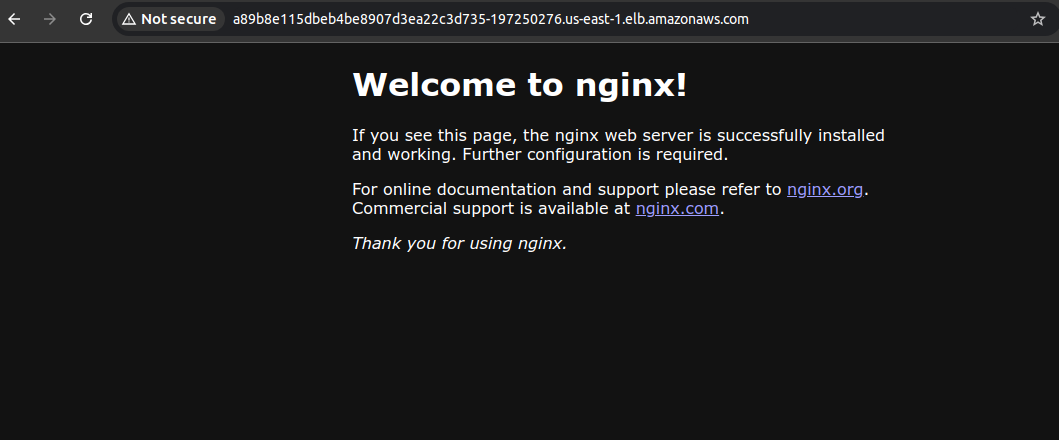 Not secure a89b8e115dbeb4be8907d3ea22c3d735-197250276.us-east-1.elb.amazonaws.com
Welcome to nginx!
If you see this page, the nginx web server is successfully installed
and working. Further configuration is required.
For online documentation and support please refer to nginx.org.
Commercial support is available at nginx.com.
Thank you for using nginx.